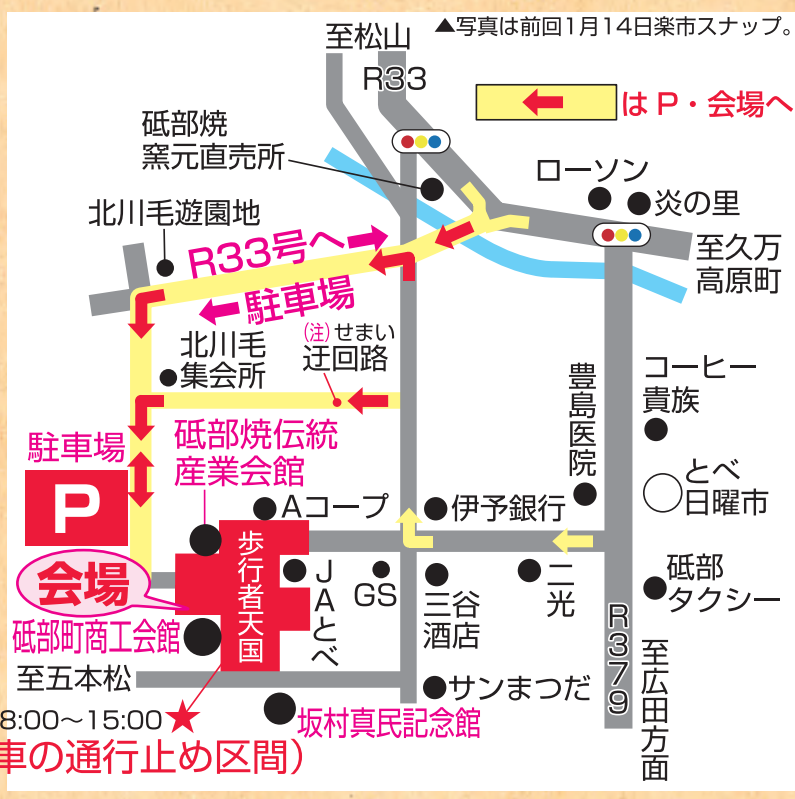 ▲写真は前回1月14日楽市スナップ。
至松山
R33
は P・会場へ
砥部焼
窯元直売所
ローソン
炎の里
北川毛遊園地
R33号へ
至久万
高原町
駐車場
(注)せまい
迂回路
北川毛
集会所
コーヒー
貴族
豊島医院
駐車場
砥部焼伝統
産業会館
P
Aコープ
伊予銀行
とべ
日曜市
歩行者天国
会場
JAとべ
GS
三谷
酒店
二光
砥部
タクシー
砥部町商工会館
R379
至広田方面
至五本松
サンまつだ
8:00〜15:00★
坂村真民記念館
車の通行止め区間)